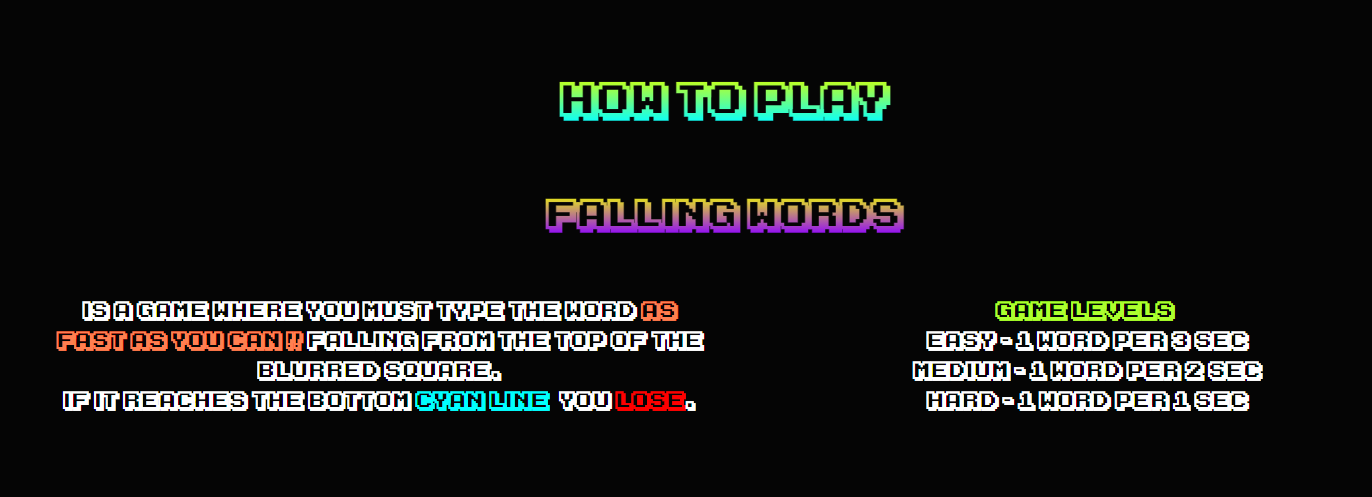 HOW TO PLAY
FALLING WORDS
IS A GAME WHERE YOU MUST TYPE THE WORD AS
FAST AS YOU CAN !! FALLING FROM THE TOP OF THE
BLURRED SQUARE.
IF IT REACHES THE BOTTOM CYAN LINE YOU LOSE.
GAME LEVELS
EASY - 1 WORD PER 3 SEC
MEDIUM - 1 WORD PER 2 SEC
HARD - 1 WORD PER 1 SEC